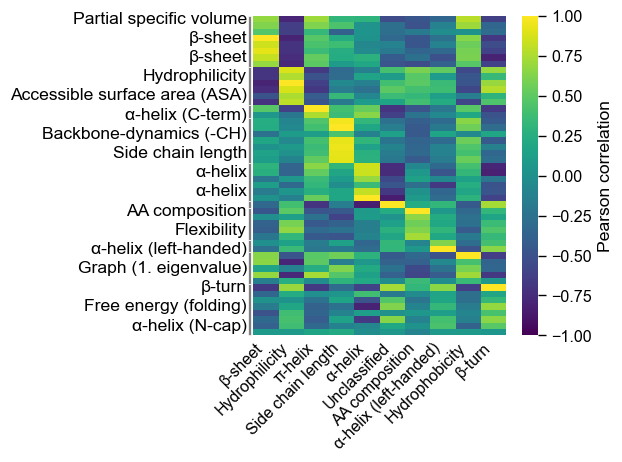 Partial specific volume
β-sheet
β-sheet
Hydrophilicity
Accessible surface area (ASA)
α-helix (C-term)
Backbone-dynamics (-CH)
Side chain length
α-helix
α-helix
AA composition
Flexibility
α-helix (left-handed)
Graph (1. eigenvalue)
β-turn
Free energy (folding)
α-helix (N-cap)
β-sheet
Hydrophilicity
π-helix
Side chain length
α-helix
Unclassified
AA composition
α-helix (left-handed)
Hydrophobicity
β-turn
1.00
0.75
0.50
0.25
0.00
−0.25
−0.50
−0.75
−1.00
Pearson correlation